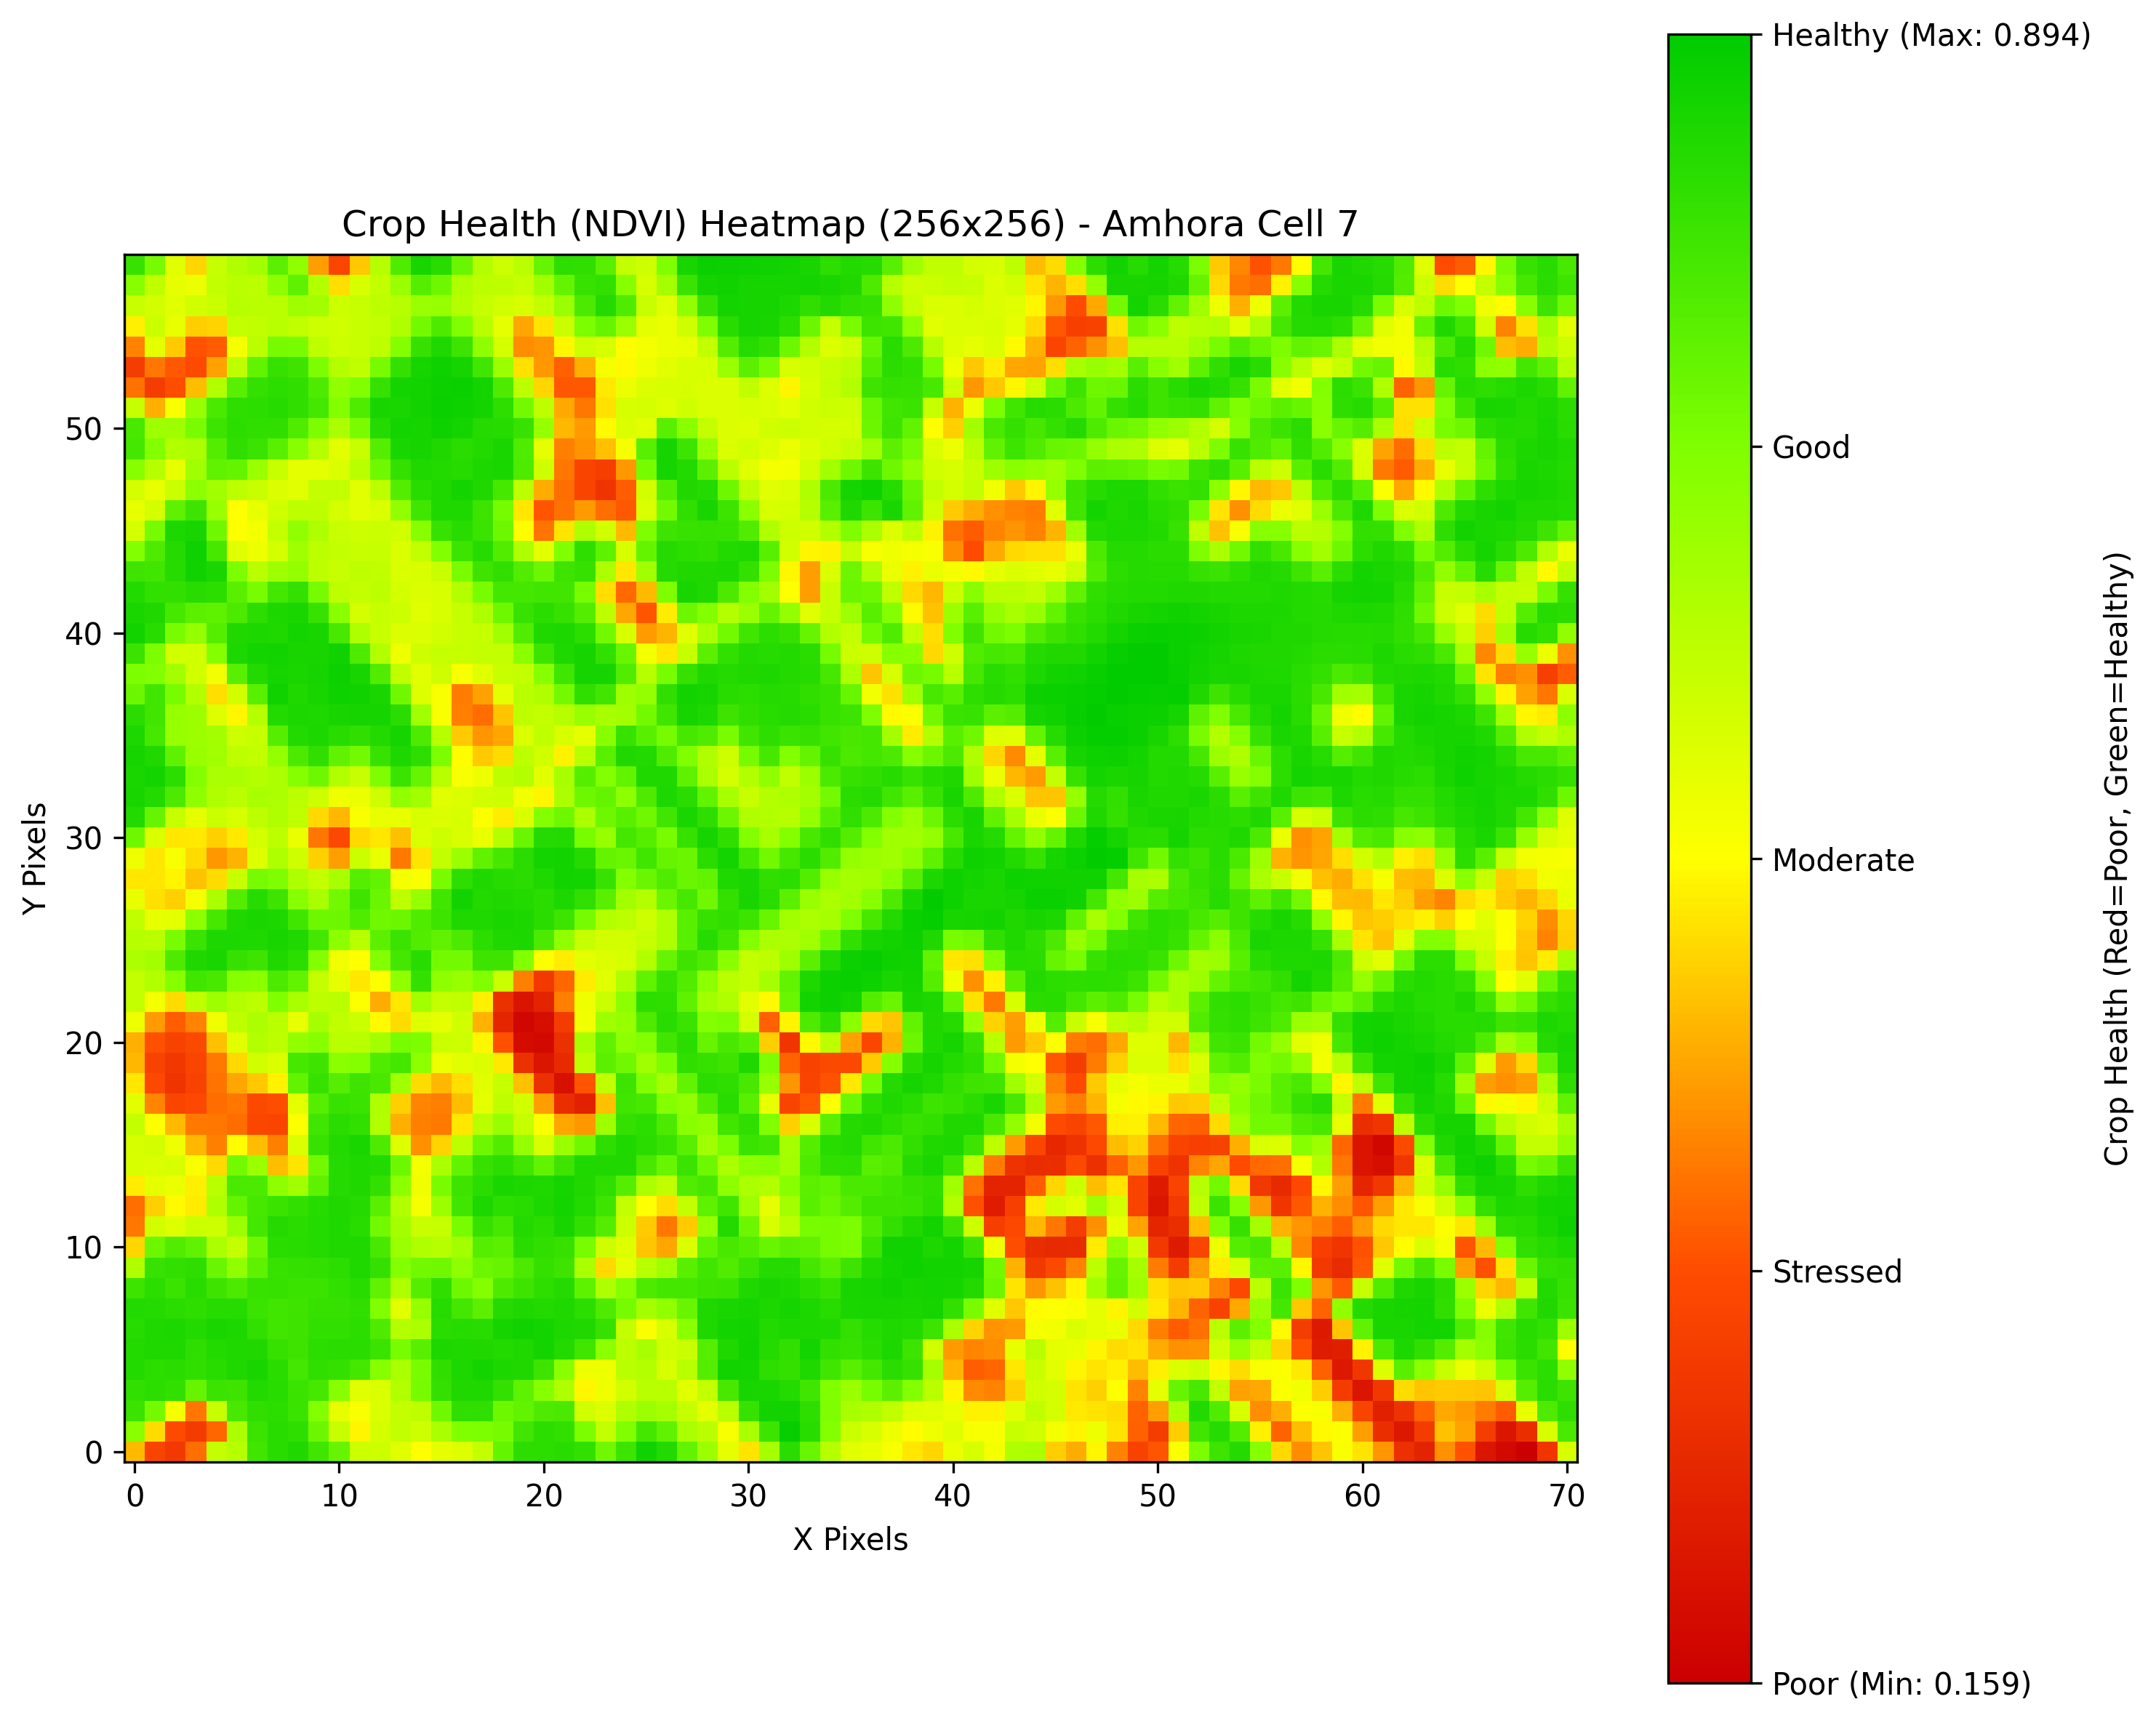 Crop Health (NDVI) Heatmap (256x256) - Amhora Cell 7
Y Pixels
50
40
30
20
10
0
0 10 20 30 40 50 60 70
X Pixels
Healthy (Max: 0.894)
Good
Moderate
Stressed
Poor (Min: 0.159)
Crop Health (Red=Poor, Green=Healthy)